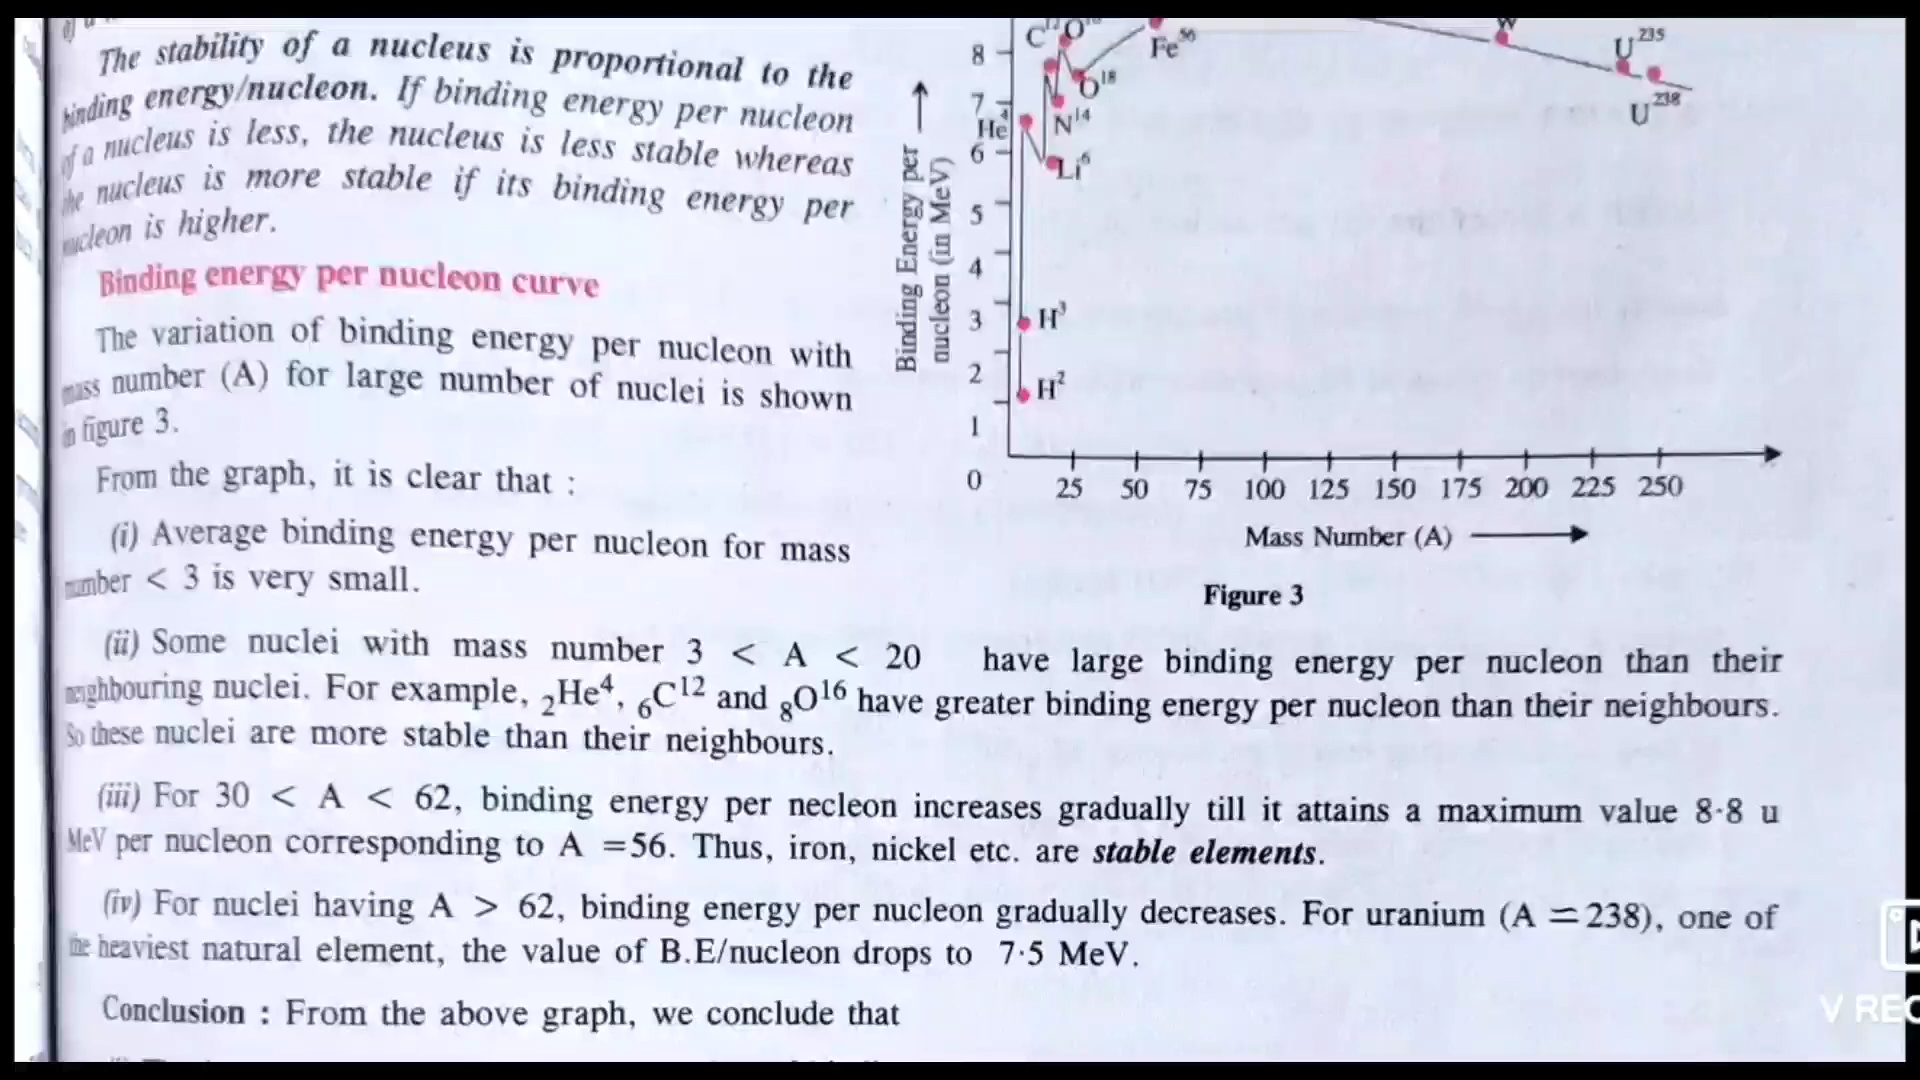 The stability of a nucleus is proportional to the
binding energy/nucleon. If binding energy per nucleon
of a nucleus is less, the nucleus is less stable whereas
the nucleus is more stable if its binding energy per
nucleon is higher.
Binding energy per nucleon curve
The variation of binding energy per nucleon with
mass number (A) for large number of nuclei is shown
in figure 3.
From the graph, it is clear that :
(i) Average binding energy per nucleon for mass
number < 3 is very small.
Binding Energy per
nucleon (in MeV)
8
7
6
5
4
3
2
1
0
C¹² O¹⁶
Fe⁵⁶
W
U²³⁵
O¹⁸
U²³⁸
He⁴
N¹⁴
Li⁶
H³
H²
25 50 75 100 125 150 175 200 225 250
Mass Number (A)
Figure 3
(ii) Some nuclei with mass number 3 < A < 20 have large binding energy per nucleon than their
neighbouring nuclei. For example, ₂He⁴, ₆C¹² and ₈O¹⁶ have greater binding energy per nucleon than their neighbours.
So these nuclei are more stable than their neighbours.
(iii) For 30 < A < 62, binding energy per necleon increases gradually till it attains a maximum value 8·8 u
MeV per nucleon corresponding to A =56. Thus, iron, nickel etc. are stable elements.
(iv) For nuclei having A > 62, binding energy per nucleon gradually decreases. For uranium (A =238), one of
the heaviest natural element, the value of B.E/nucleon drops to 7·5 MeV.
Conclusion : From the above graph, we conclude that
V REC